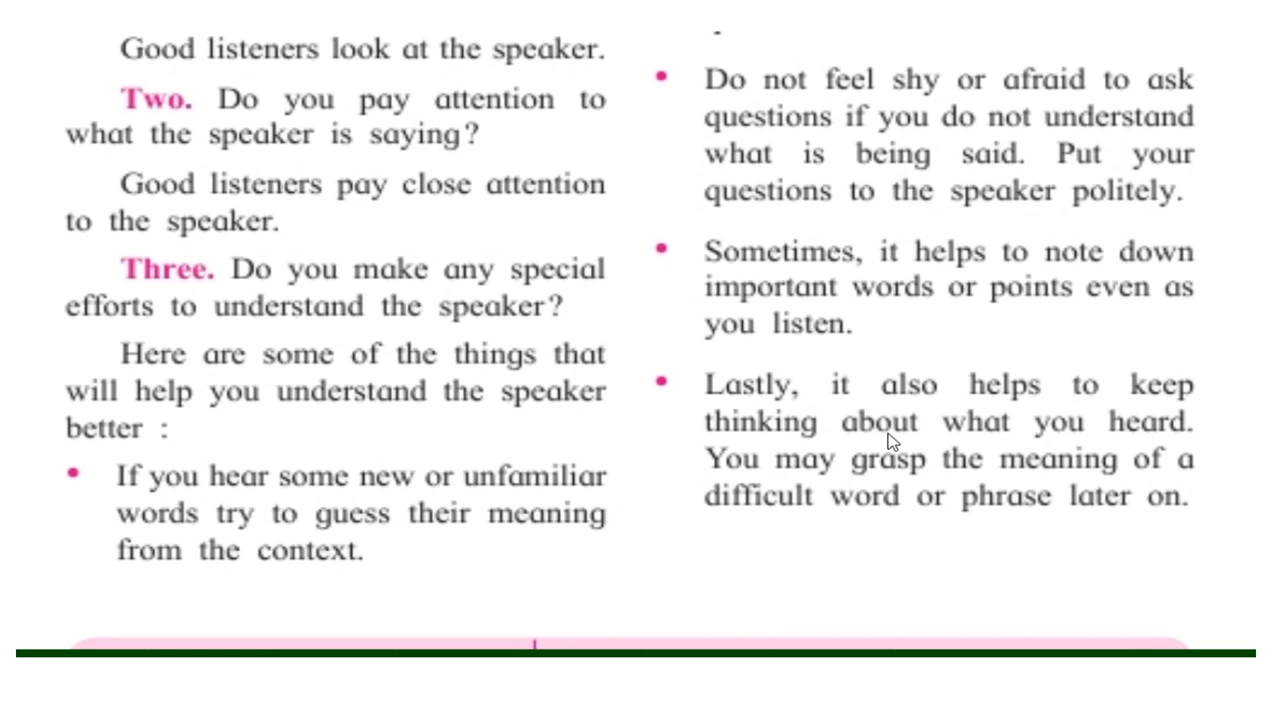 Good listeners look at the speaker.
Two. Do you pay attention to
what the speaker is saying?
Good listeners pay close attention
to the speaker.
Three. Do you make any special
efforts to understand the speaker?
Here are some of the things that
will help you understand the speaker
better :
• If you hear some new or unfamiliar
words try to guess their meaning
from the context.
• Do not feel shy or afraid to ask
questions if you do not understand
what is being said. Put your
questions to the speaker politely.
• Sometimes, it helps to note down
important words or points even as
you listen.
• Lastly, it also helps to keep
thinking about what you heard.
You may grasp the meaning of a
difficult word or phrase later on.